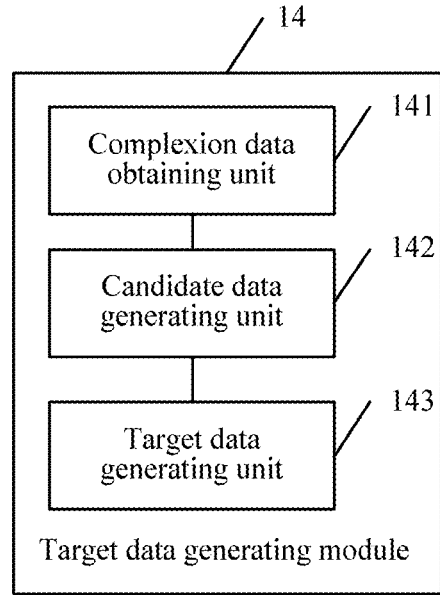 14
141
Complexion data
obtaining unit
142
Candidate data
generating unit
143
Target data
generating unit
Target data generating module